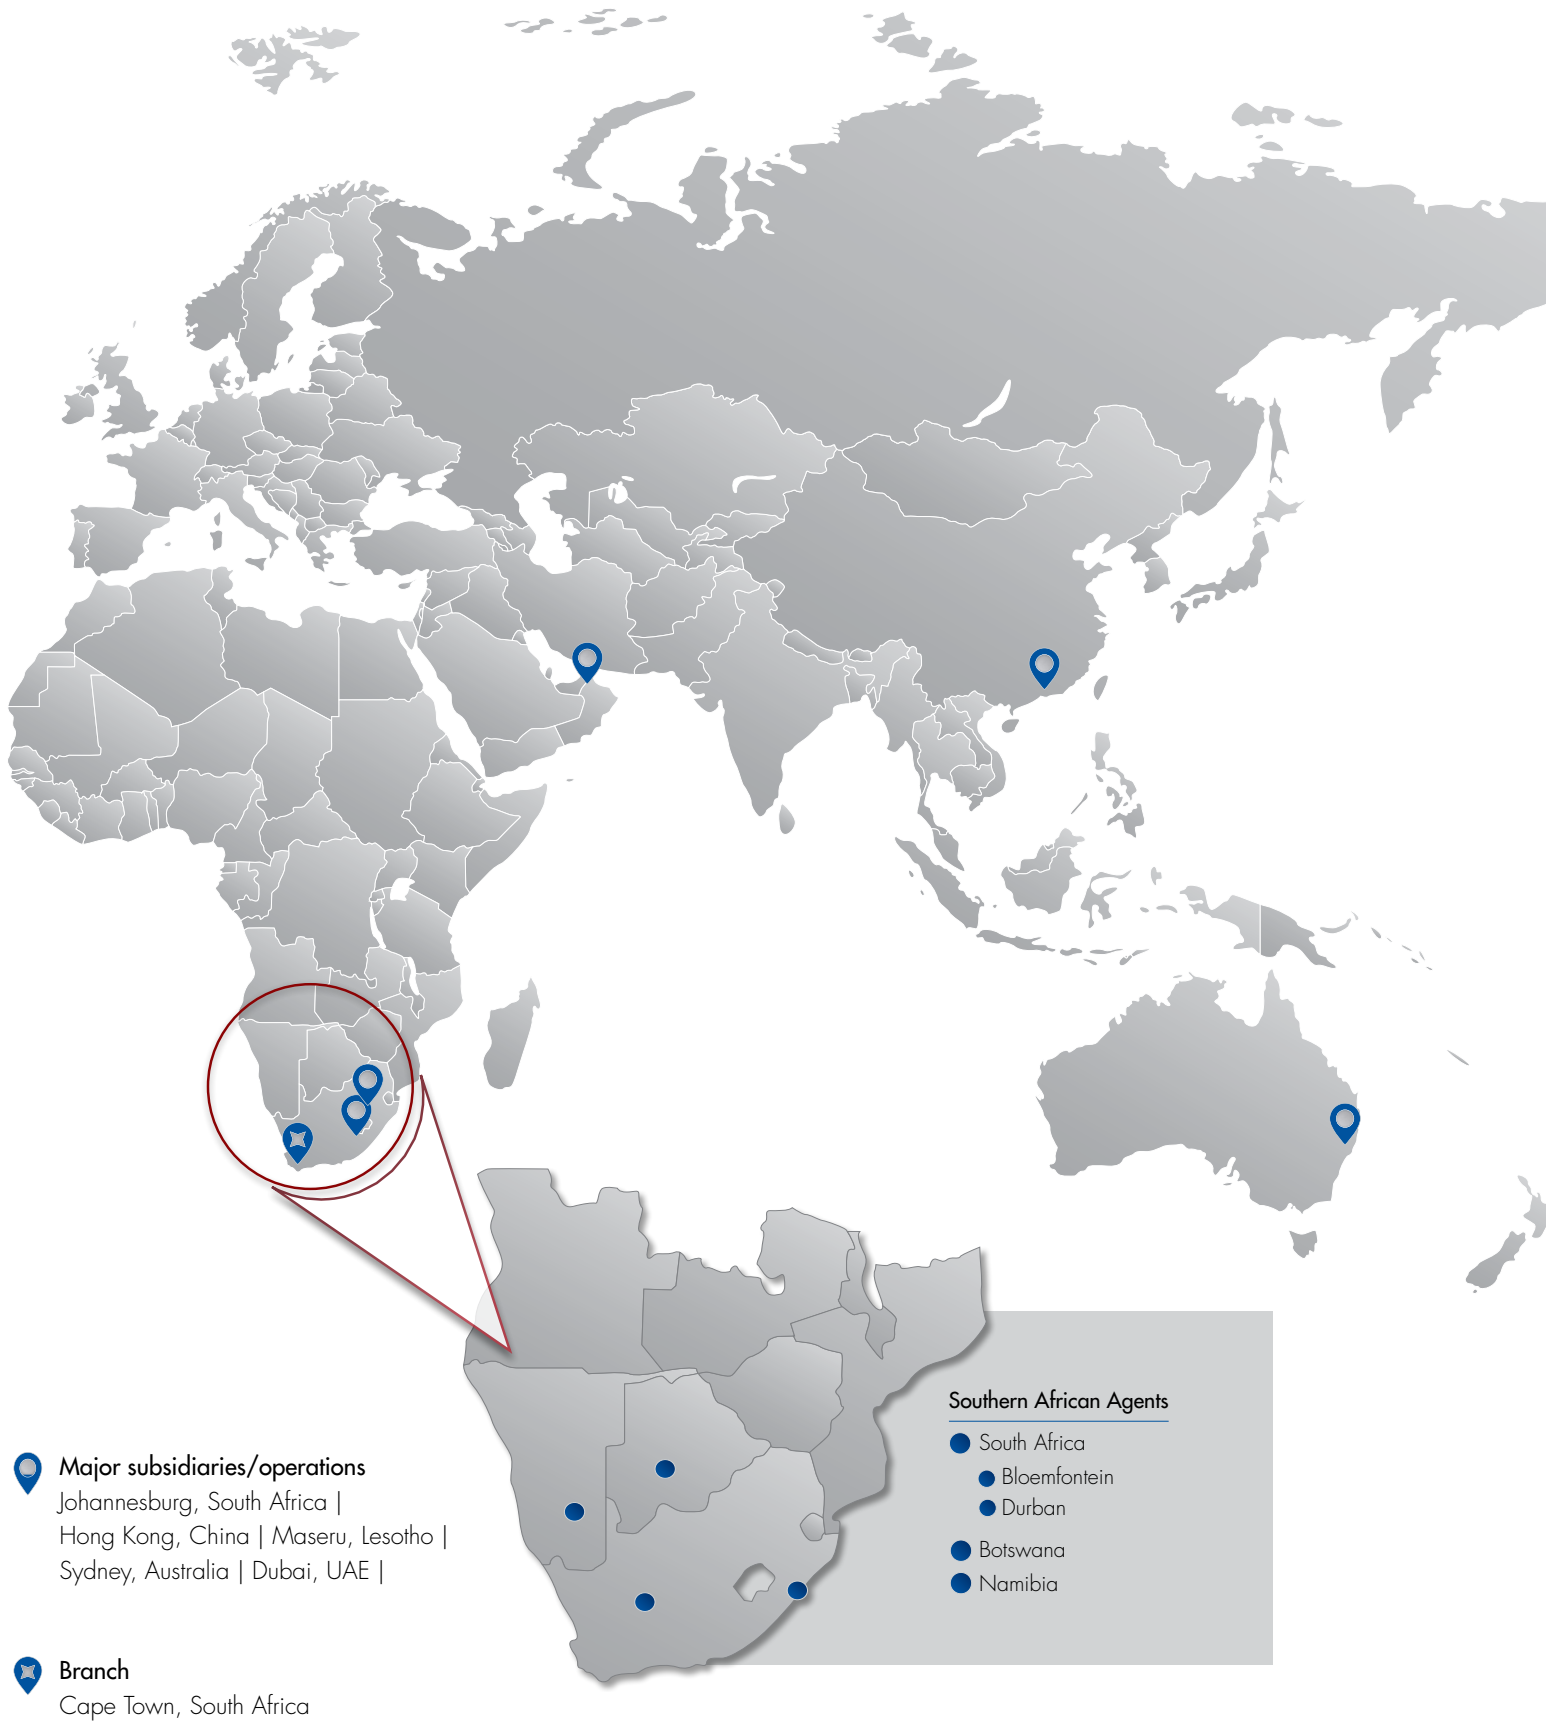 Southern African Agents
South Africa
Bloemfontein
Durban
Botswana
Namibia
Major subsidiaries/operations
Johannesburg, South Africa |
Hong Kong, China | Maseru, Lesotho |
Sydney, Australia | Dubai, UAE |
Branch
Cape Town, South Africa